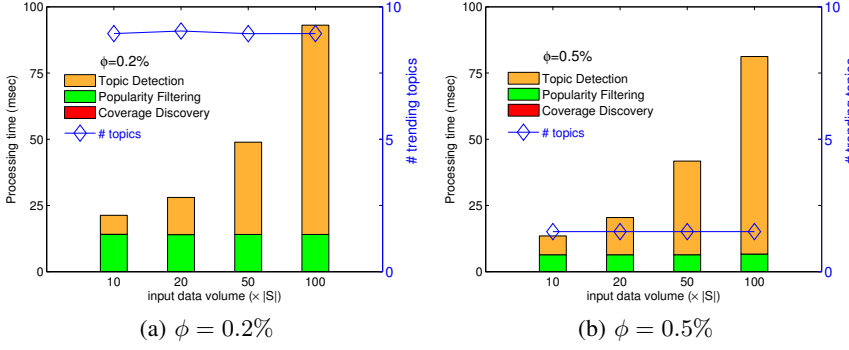 φ=0.2%
Topic Detection
Popularity Filtering
Coverage Discovery
# topics
Processing time (msec)
0
25
50
75
100
10
20
50
100
input data volume (× |S|)
0
5
10
# trending topics
(a) ϕ = 0.2%
φ=0.5%
Topic Detection
Popularity Filtering
Coverage Discovery
# topics
Processing time (msec)
0
25
50
75
100
10
20
50
100
input data volume (× |S|)
0
5
10
# trending topics
(b) ϕ = 0.5%